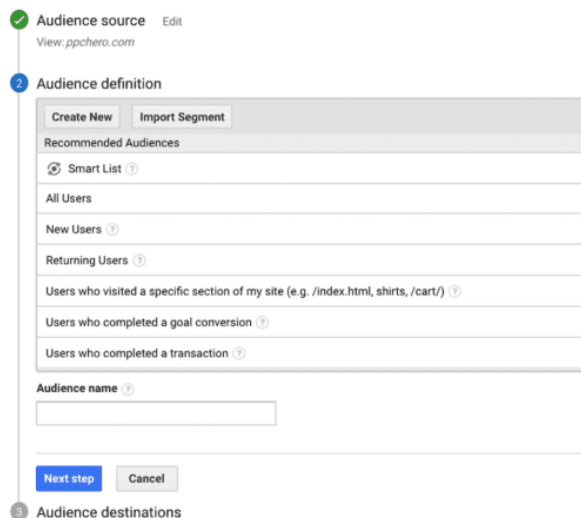 Audience source Edit
View: ppchero.com
2 Audience definition
Create New Import Segment
Recommended Audiences
Smart List ?
All Users
New Users ?
Returning Users ?
Users who visited a specific section of my site (e.g. /index.html, shirts, /cart/) ?
Users who completed a goal conversion ?
Users who completed a transaction ?
Audience name ?
Next step Cancel
3 Audience destinations